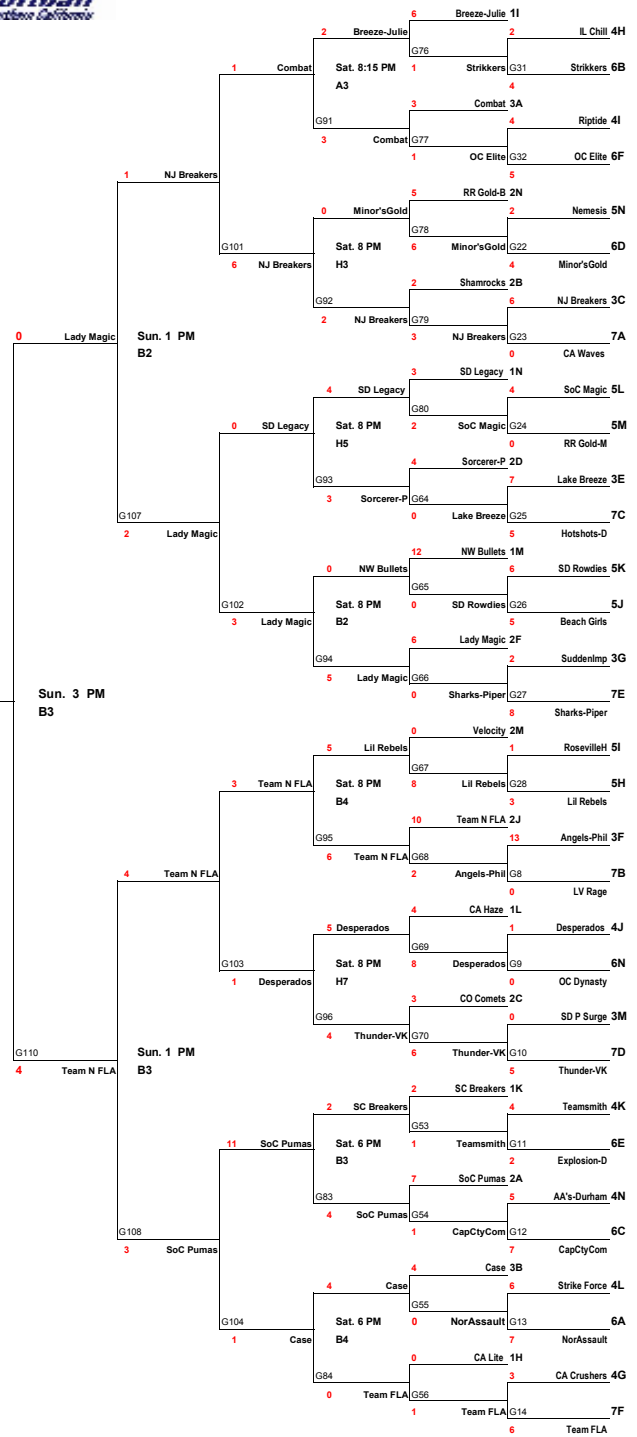 Northern California
6 Breeze-Julie 1I
2 IL Chill 4H
2 Breeze-Julie
G76
1 Strikkers G31 Strikkers 6B
4
1 Combat Sat. 8:15 PM
A3
3 Combat 3A
4 Riptide 4I
G91
3 Combat G77
1 OC Elite G32 OC Elite 6F
5
1 NJ Breakers
5 RR Gold-B 2N
2 Nemesis 5N
0 Minor'sGold
G78
G101 Sat. 8 PM 6 Minor'sGold G22 6D
6 NJ Breakers H3 4 Minor'sGold
2 Shamrocks 2B
6 NJ Breakers 3C
G92
2 NJ Breakers G79
3 NJ Breakers G23 7A
0 CA Waves
0 Lady Magic Sun. 1 PM
B2
3 SD Legacy 1N
4 SoC Magic 5L
4 SD Legacy
G80
0 SD Legacy Sat. 8 PM 2 SoC Magic G24 5M
H5 0 RR Gold-M
4 Sorcerer-P 2D
7 Lake Breeze 3E
G93
3 Sorcerer-P G64
0 Lake Breeze G25 7C
5 Hotshots-D
G107
2 Lady Magic
12 NW Bullets 1M
6 SD Rowdies 5K
0 NW Bullets
G65
G102 Sat. 8 PM 0 SD Rowdies G26 5J
3 Lady Magic B2 5 Beach Girls
6 Lady Magic 2F
2 SuddenImp 3G
G94
5 Lady Magic G66
0 Sharks-Piper G27 7E
8 Sharks-Piper
Sun. 3 PM
B3
0 Velocity 2M
1 RosevilleH 5I
5 Lil Rebels
G67
3 Team N FLA Sat. 8 PM 8 Lil Rebels G28 5H
B4 3 Lil Rebels
10 Team N FLA 2J
13 Angels-Phil 3F
G95
6 Team N FLA G68
2 Angels-Phil G8 7B
0 LV Rage
4 Team N FLA
4 CA Haze 1L
1 Desperados 4J
5 Desperados
G69
G103 Sat. 8 PM 8 Desperados G9 6N
1 Desperados H7 0 OC Dynasty
3 CO Comets 2C
0 SD P Surge 3M
G96
4 Thunder-VK G70
6 Thunder-VK G10 7D
5 Thunder-VK
G110 Sun. 1 PM
4 Team N FLA B3
2 SC Breakers 1K
4 Teamsmith 4K
2 SC Breakers
G53
11 SoC Pumas Sat. 6 PM 1 Teamsmith G11 6E
B3 2 Explosion-D
7 SoC Pumas 2A
5 AA's-Durham 4N
G83
4 SoC Pumas G54
1 CapCtyCom G12 6C
7 CapCtyCom
G108
3 SoC Pumas
4 Case 3B
6 Strike Force 4L
4 Case
G55
G104 Sat. 6 PM 0 NorAssault G13 6A
1 Case B4 7 NorAssault
0 CA Lite 1H
3 CA Crushers 4G
G84
0 Team FLA G56
1 Team FLA G14 7F
6 Team FLA